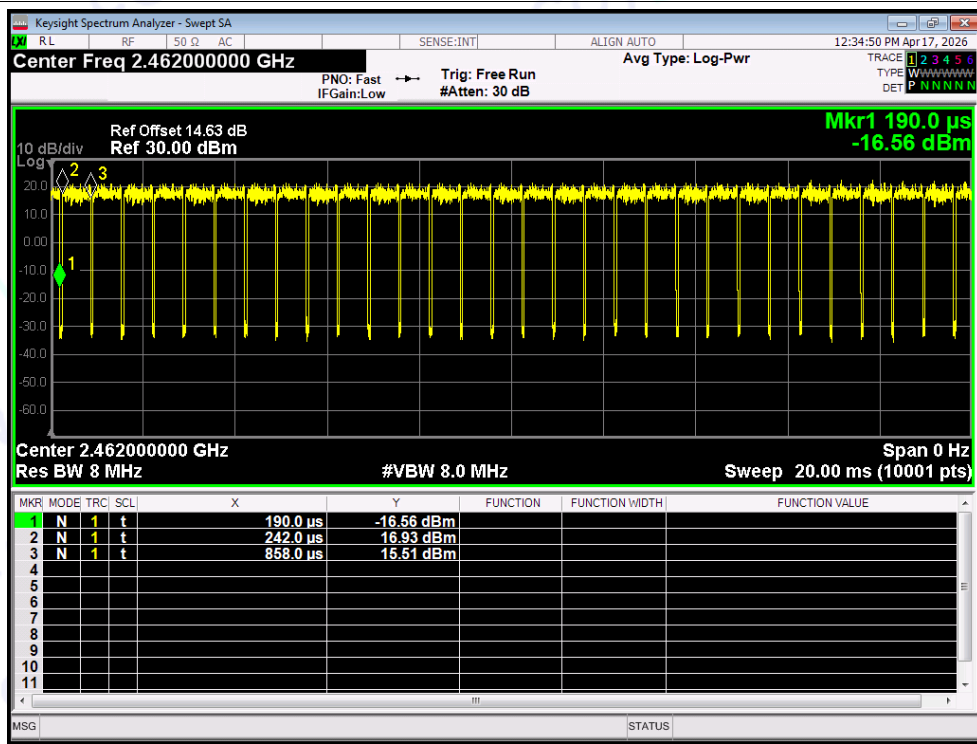 Keysight Spectrum Analyzer - Swept SA
LXI RL RF 50 Ω AC SENSE:INT ALIGN AUTO 12:34:50 PM Apr 17, 2026
Center Freq 2.462000000 GHz Avg Type: Log-Pwr TRACE 1 2 3 4 5 6
PNO: Fast Trig: Free Run TYPE WWWWWW
IFGain:Low #Atten: 30 dB DET P N N N N N
Mkr1 190.0 µs
Ref Offset 14.63 dB
10 dB/div Ref 30.00 dBm -16.56 dBm
Log
2 3
20.0
10.0
0.00
1
-10.0
-20.0
-30.0
-40.0
-50.0
-60.0
Center 2.462000000 GHz Span 0 Hz
Res BW 8 MHz #VBW 8.0 MHz Sweep 20.00 ms (10001 pts)
MKR MODE TRC SCL X Y FUNCTION FUNCTION WIDTH FUNCTION VALUE
1 N 1 t 190.0 µs -16.56 dBm
2 N 1 t 242.0 µs 16.93 dBm
3 N 1 t 858.0 µs 15.51 dBm
4
5
6
7
8
9
10
11
MSG STATUS